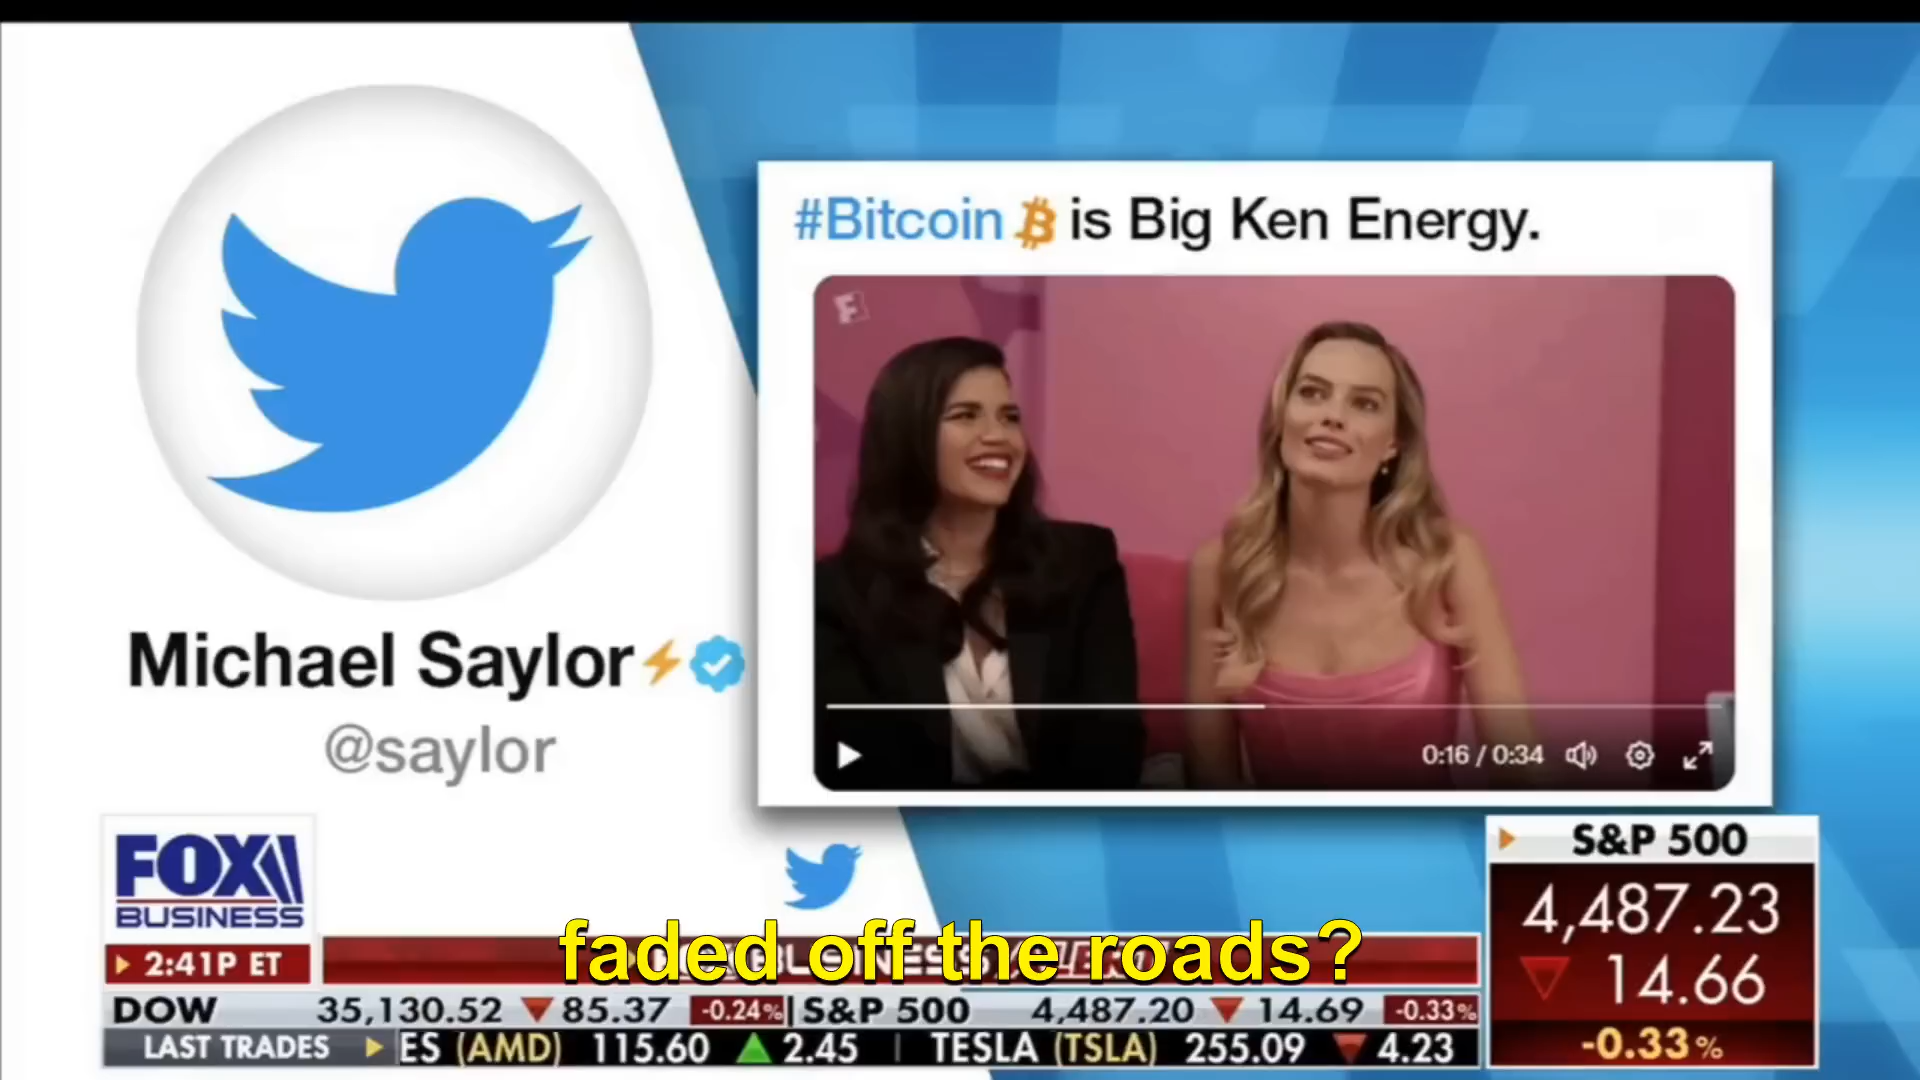 #Bitcoin is Big Ken Energy.
F
0:16 / 0:34
Michael Saylor
@saylor
FOX
BUSINESS
2:41P ET
faded off the roads?
DOW 35,130.52 85.37 -0.24% S&P 500 4,487.20 14.69 -0.33%
LAST TRADES ES (AMD) 115.60 2.45 TESLA (TSLA) 255.09 4.23
S&P 500
4,487.23
14.66
-0.33%